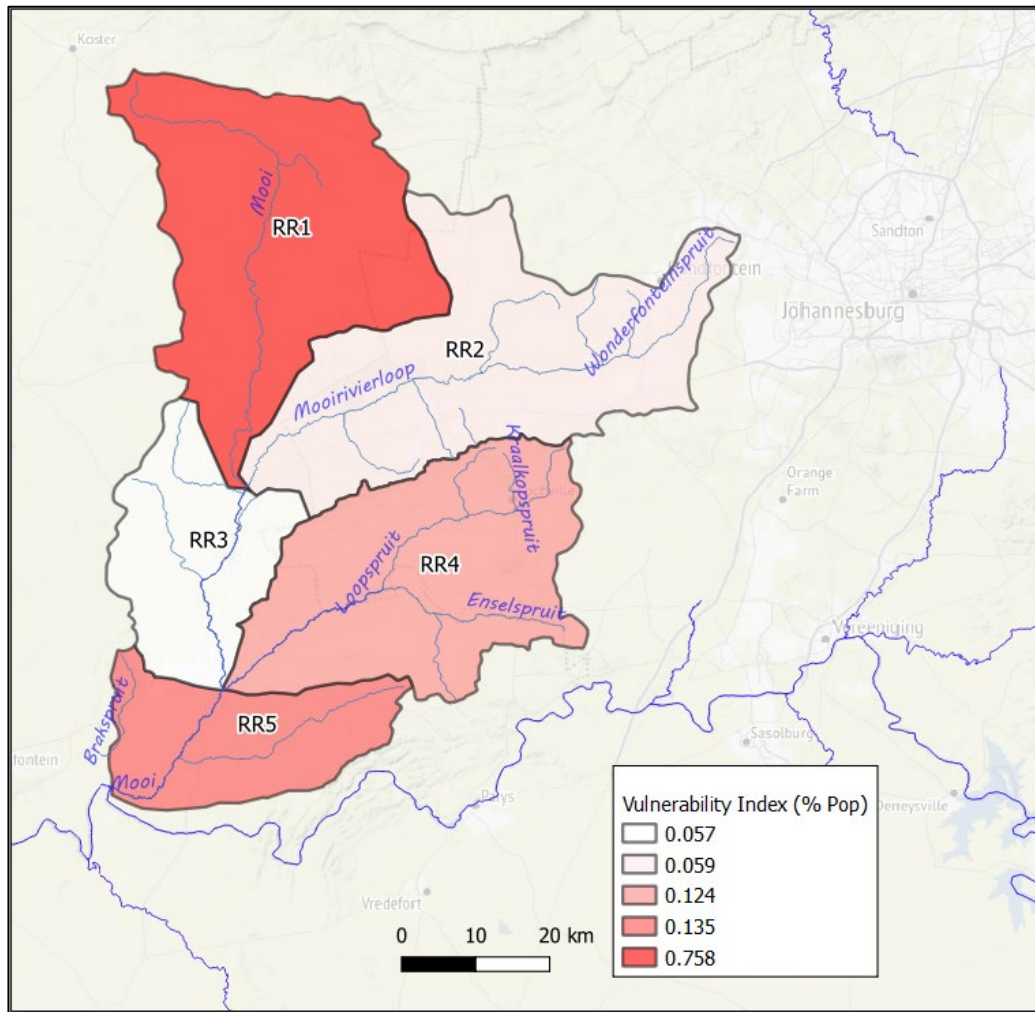 Koster
Mooi
RR1
Sandton
Johannesburg
Wonderfonteinspruit
RR2
Mooirivierloop
Kraalkopspruit
Orange
Farm
RR3
Loopspruit
RR4
Enselspruit
Vereeniging
Brakspruit
RR5
Mooi
Sasolburg
Parys
Deneysville
Vredefort
0 10 20 km
Vulnerability Index (% Pop)
0.057
0.059
0.124
0.135
0.758